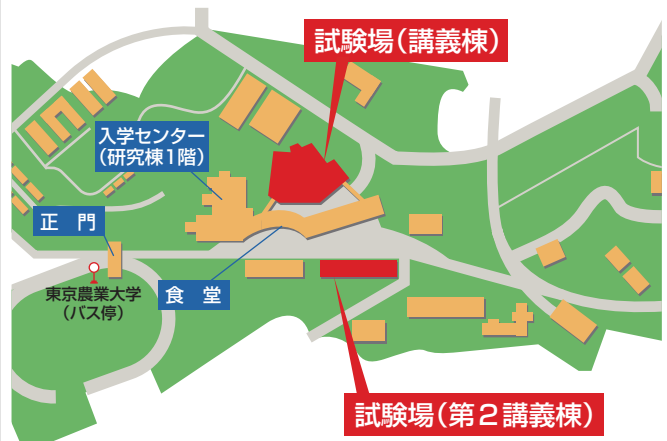 試験場(講義棟)
入学センター
(研究棟1階)
正 門
東京農業大学
(バス停)
食 堂
試験場(第2講義棟)